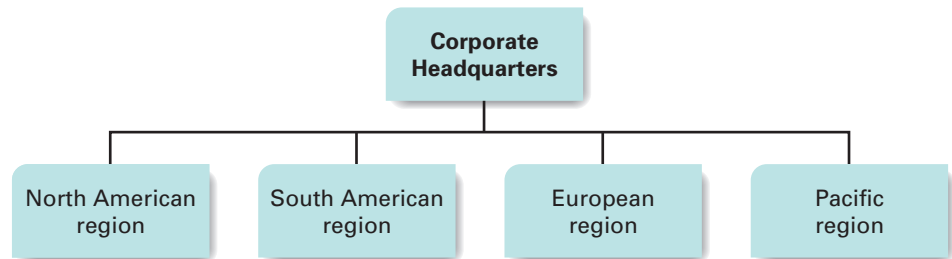 Corporate
Headquarters
North American
region
South American
region
European
region
Pacific
region